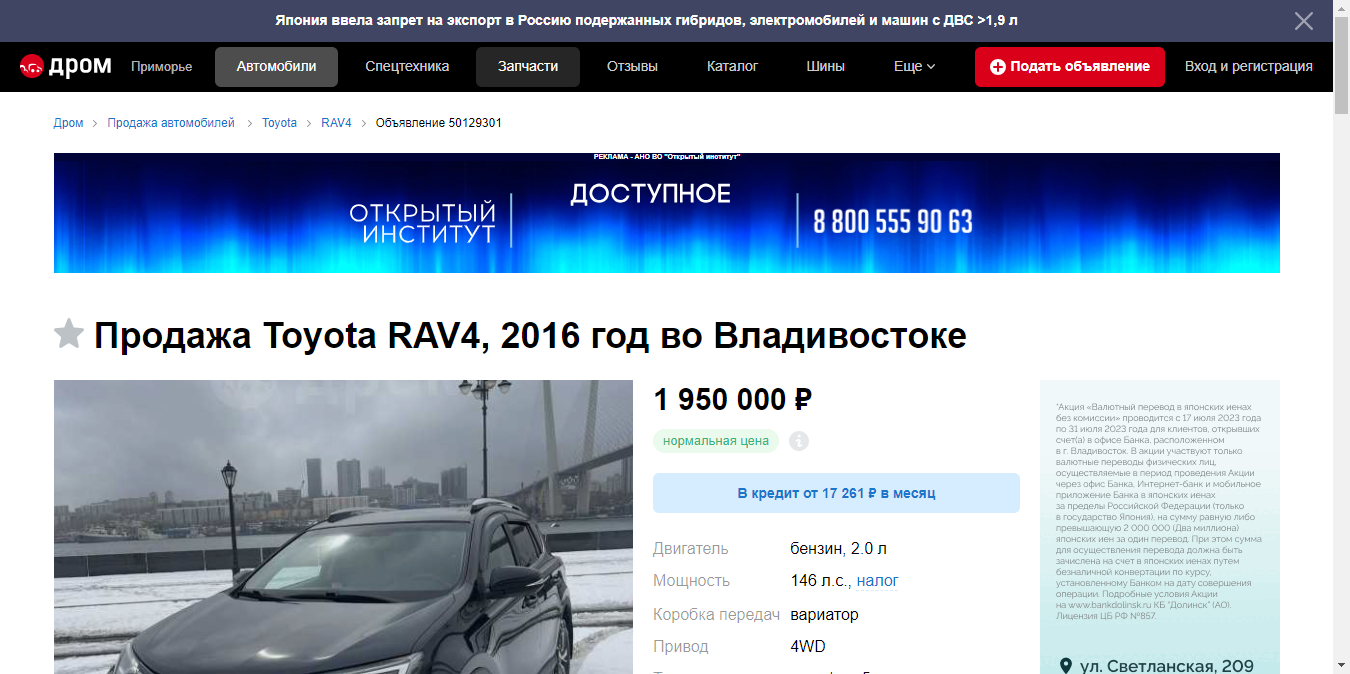 Япония ввела запрет на экспорт в Россию подержанных гибридов, электромобилей и машин с ДВС >1,9 л
дром Приморье Автомобили Спецтехника Запчасти Отзывы Каталог Шины Еще Подать объявление Вход и регистрация
Дром > Продажа автомобилей > Toyota > RAV4 > Объявление 50129301
РЕКЛАМА - АНО ВО "Открытый институт"
ОТКРЫТЫЙ
ИНСТИТУТ
ДОСТУПНОЕ
8 800 555 90 63
Продажа Toyota RAV4, 2016 год во Владивостоке
1 950 000 ₽
нормальная цена
В кредит от 17 261 ₽ в месяц
Двигатель бензин, 2.0 л
Мощность 146 л.с., налог
Коробка передач вариатор
Привод 4WD
*Акция «Валютный перевод в японских иенах
без комиссии» проводится с 17 июля 2023 года
по 31 июля 2023 года для клиентов, открывших
счет(а) в офисе Банка, расположенном
в г. Владивосток. В акции участвуют только
валютные переводы физических лиц,
осуществляемые в период проведения Акции
через офис Банка, Интернет-банк и мобильное
приложение Банка в японских иенах
за пределы Российской Федерации (только
в государство Япония), на сумму равную либо
превышающую 2 000 000 (Два миллиона)
японских иен за один перевод. При этом сумма
для осуществления перевода должна быть
зачислена на счет в японских иенах путем
безналичной конвертации по курсу,
установленному Банком на дату совершения
операции. Подробные условия Акции
на www.bankdolinsk.ru КБ "Долинск" (АО).
Лицензия ЦБ РФ №857.
ул. Светланская, 209